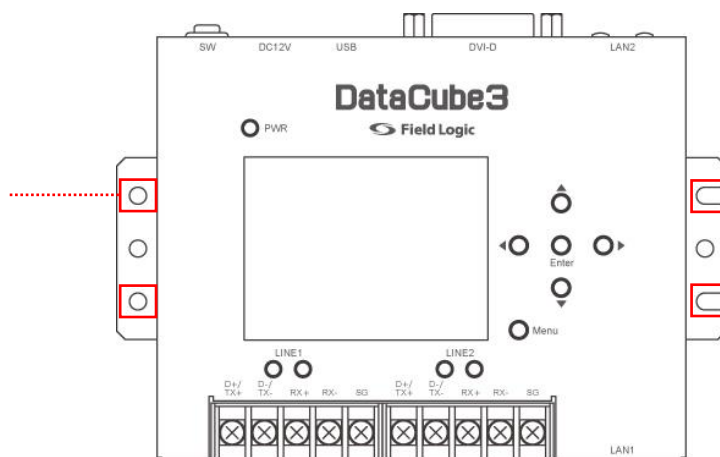 SW DC12V USB DVI-D LAN2
DataCube3
PWR Field Logic
Enter
Menu
LINE1 LINE2
D+/ D-/ D+/ D-/
TX+ TX- RX+ RX- SG TX+ TX- RX+ RX- SG
LAN1